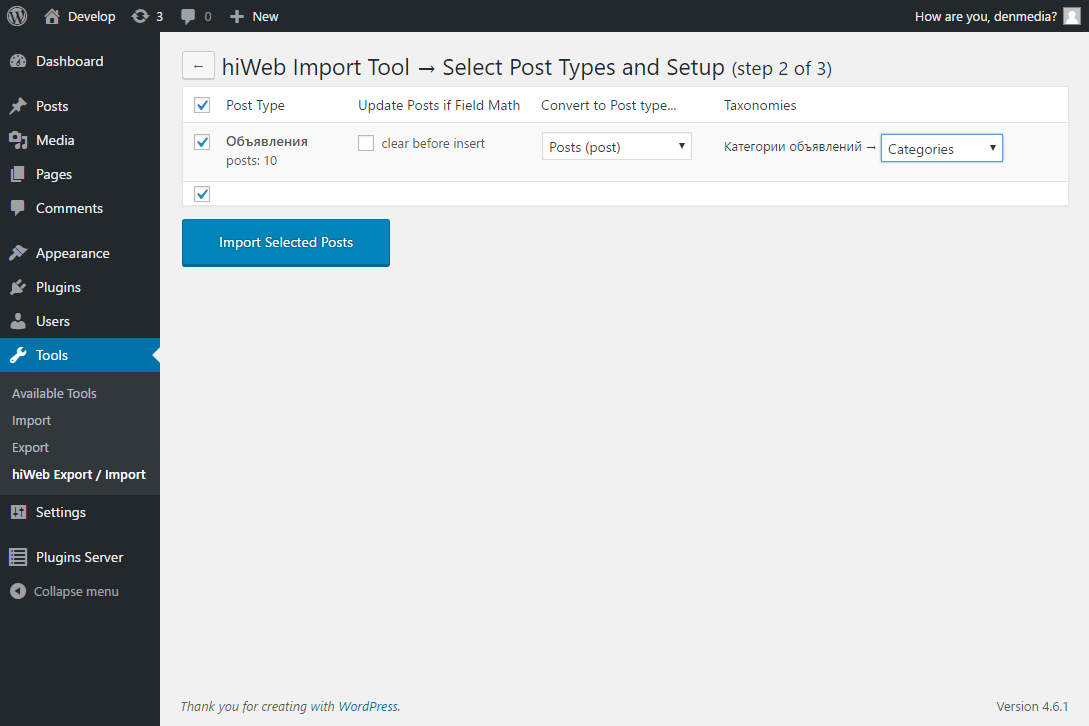 Develop 3 0 New How are you, denmedia?
Dashboard
Posts
Media
Pages
Comments
Appearance
Plugins
Users
Tools
Available Tools
Import
Export
hiWeb Export / Import
Settings
Plugins Server
Collapse menu
← hiWeb Import Tool → Select Post Types and Setup (step 2 of 3)
Post Type Update Posts if Field Math Convert to Post type... Taxonomies
Объявления
posts: 10
clear before insert
Posts (post)
Категории объявлений → Categories
Import Selected Posts
Thank you for creating with WordPress. Version 4.6.1